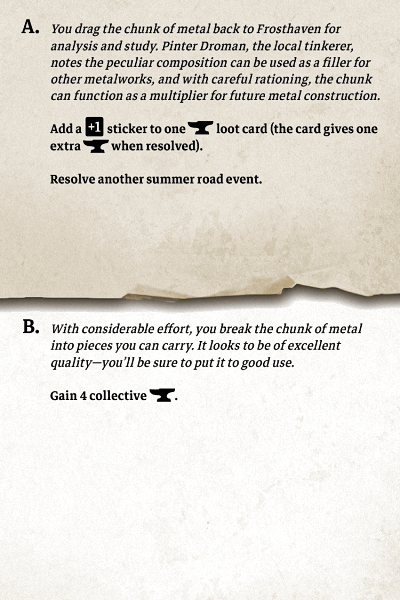 A. You drag the chunk of metal back to Frosthaven for
analysis and study. Pinter Droman, the local tinkerer,
notes the peculiar composition can be used as a filler for
other metalworks, and with careful rationing, the chunk
can function as a multiplier for future metal construction.
Add a +1 sticker to one loot card (the card gives one
extra when resolved).
Resolve another summer road event.
B. With considerable effort, you break the chunk of metal
into pieces you can carry. It looks to be of excellent
quality—you'll be sure to put it to good use.
Gain 4 collective .